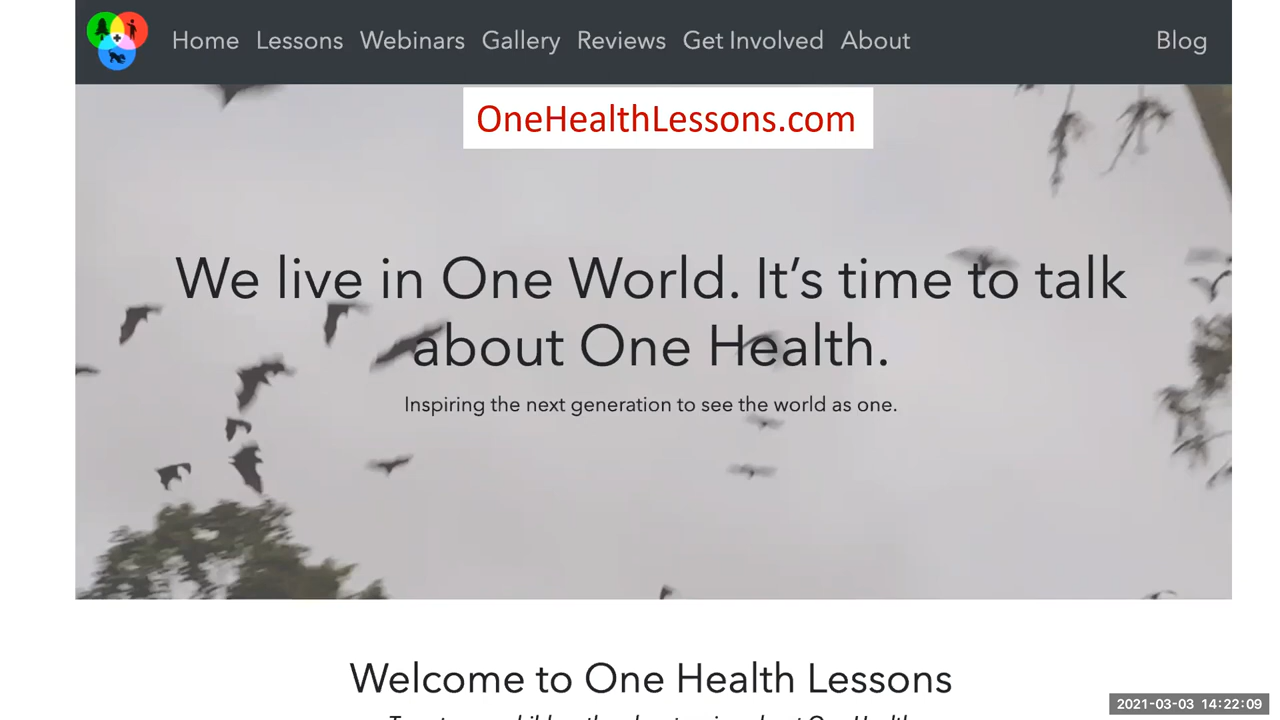 Home Lessons Webinars Gallery Reviews Get Involved About Blog
OneHealthLessons.com
We live in One World. It’s time to talk
about One Health.
Inspiring the next generation to see the world as one.
Welcome to One Health Lessons
2021-03-03 14:22:09